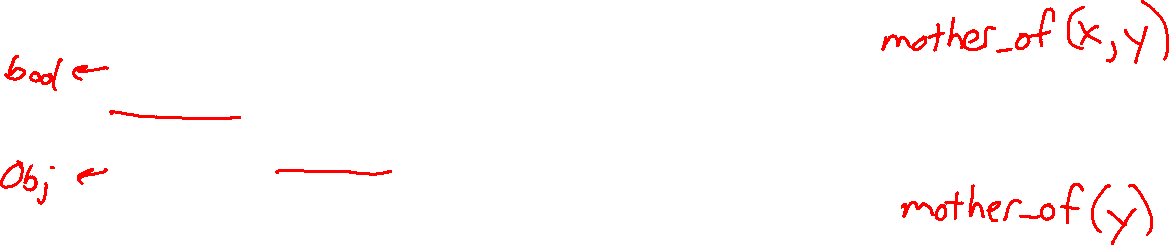 mother_of(x,y)
bool ←
Obj ←
mother_of(y)